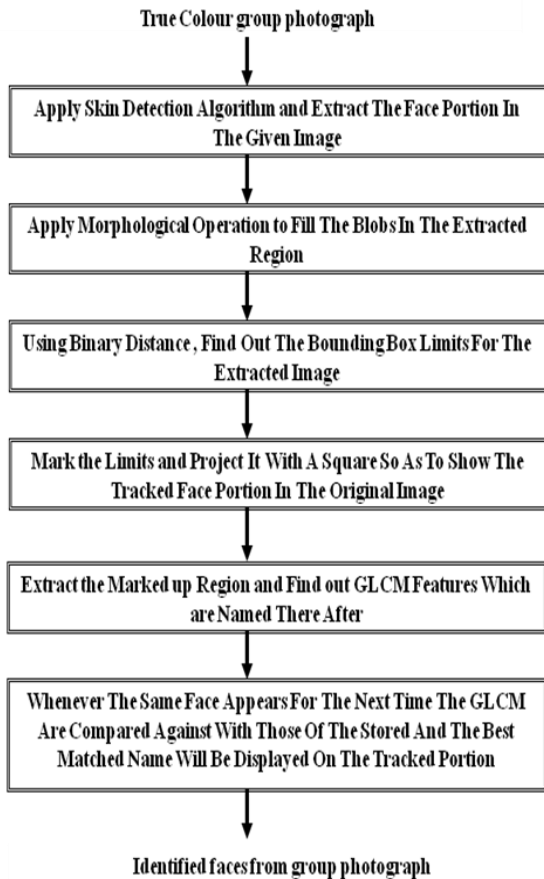 True Colour group photograph
Apply Skin Detection Algorithm and Extract The Face Portion In
The Given Image
Apply Morphological Operation to Fill The Blobs In The Extracted
Region
Using Binary Distance , Find Out The Bounding Box Limits For The
Extracted Image
Mark the Limits and Project It With A Square So As To Show The
Tracked Face Portion In The Original Image
Extract the Marked up Region and Find out GLCM Features Which
are Named There After
Whenever The Same Face Appears For The Next Time The GLCM
Are Compared Against With Those Of The Stored And The Best
Matched Name Will Be Displayed On The Tracked Portion
Identified faces from group photograph